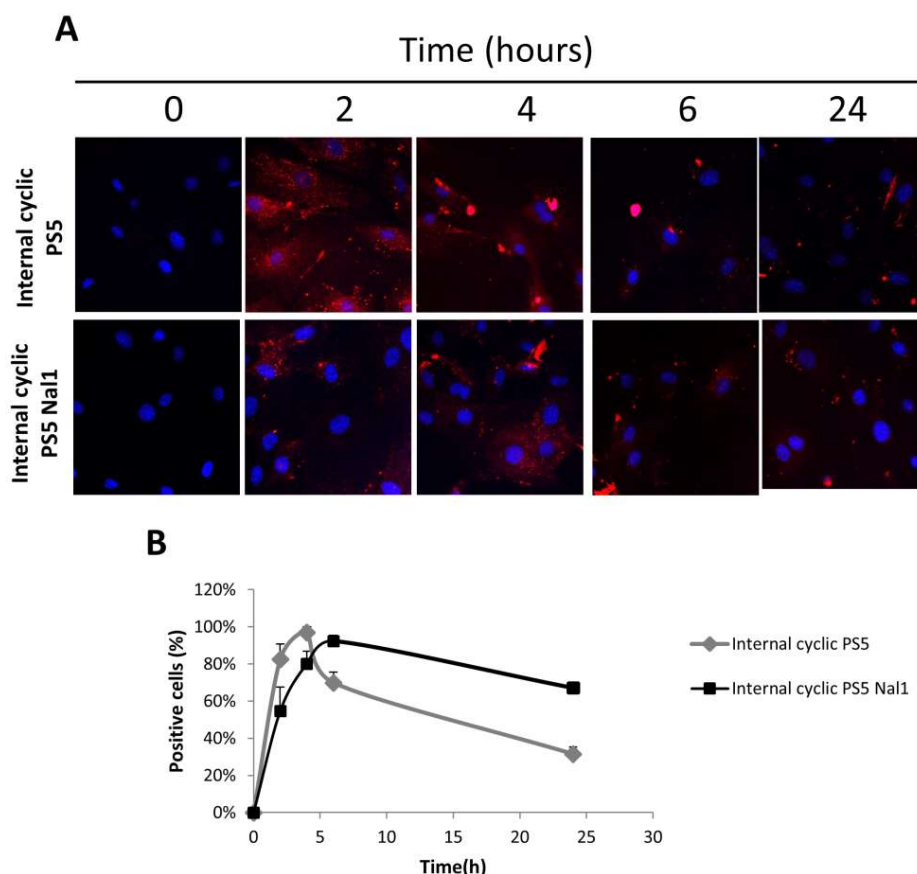 A
Time (hours)
0 2 4 6 24
Internal cyclic
PS5
Internal cyclic
PS5 Nal1
B
120%
100%
80%
60%
40%
20%
0%
Positive cells (%)
0 5 10 15 20 25 30
Time(h)
Internal cyclic PS5
Internal cyclic PS5 Nal1